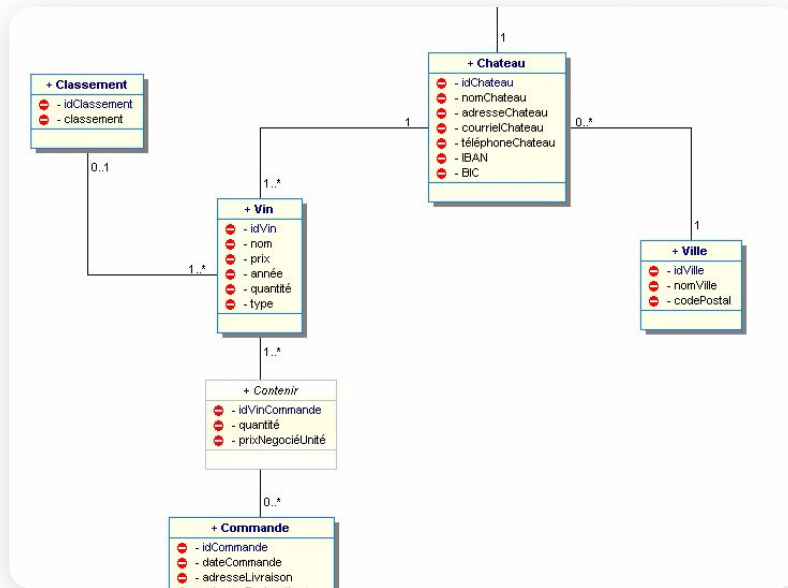 1
+ Chateau
- idChateau
- nomChateau
- adresseChateau
- courrielChateau
- téléphoneChateau
- IBAN
- BIC
+ Classement
- idClassement
- classement
0..1
1
0..*
1..*
+ Vin
- idVin
- nom
- prix
- année
- quantité
- type
1..*
1
+ Ville
- idVille
- nomVille
- codePostal
1..*
+ Contenir
- idVinCommande
- quantité
- prixNegociéUnité
0..*
+ Commande
- idCommande
- dateCommande
- adresseLivraison